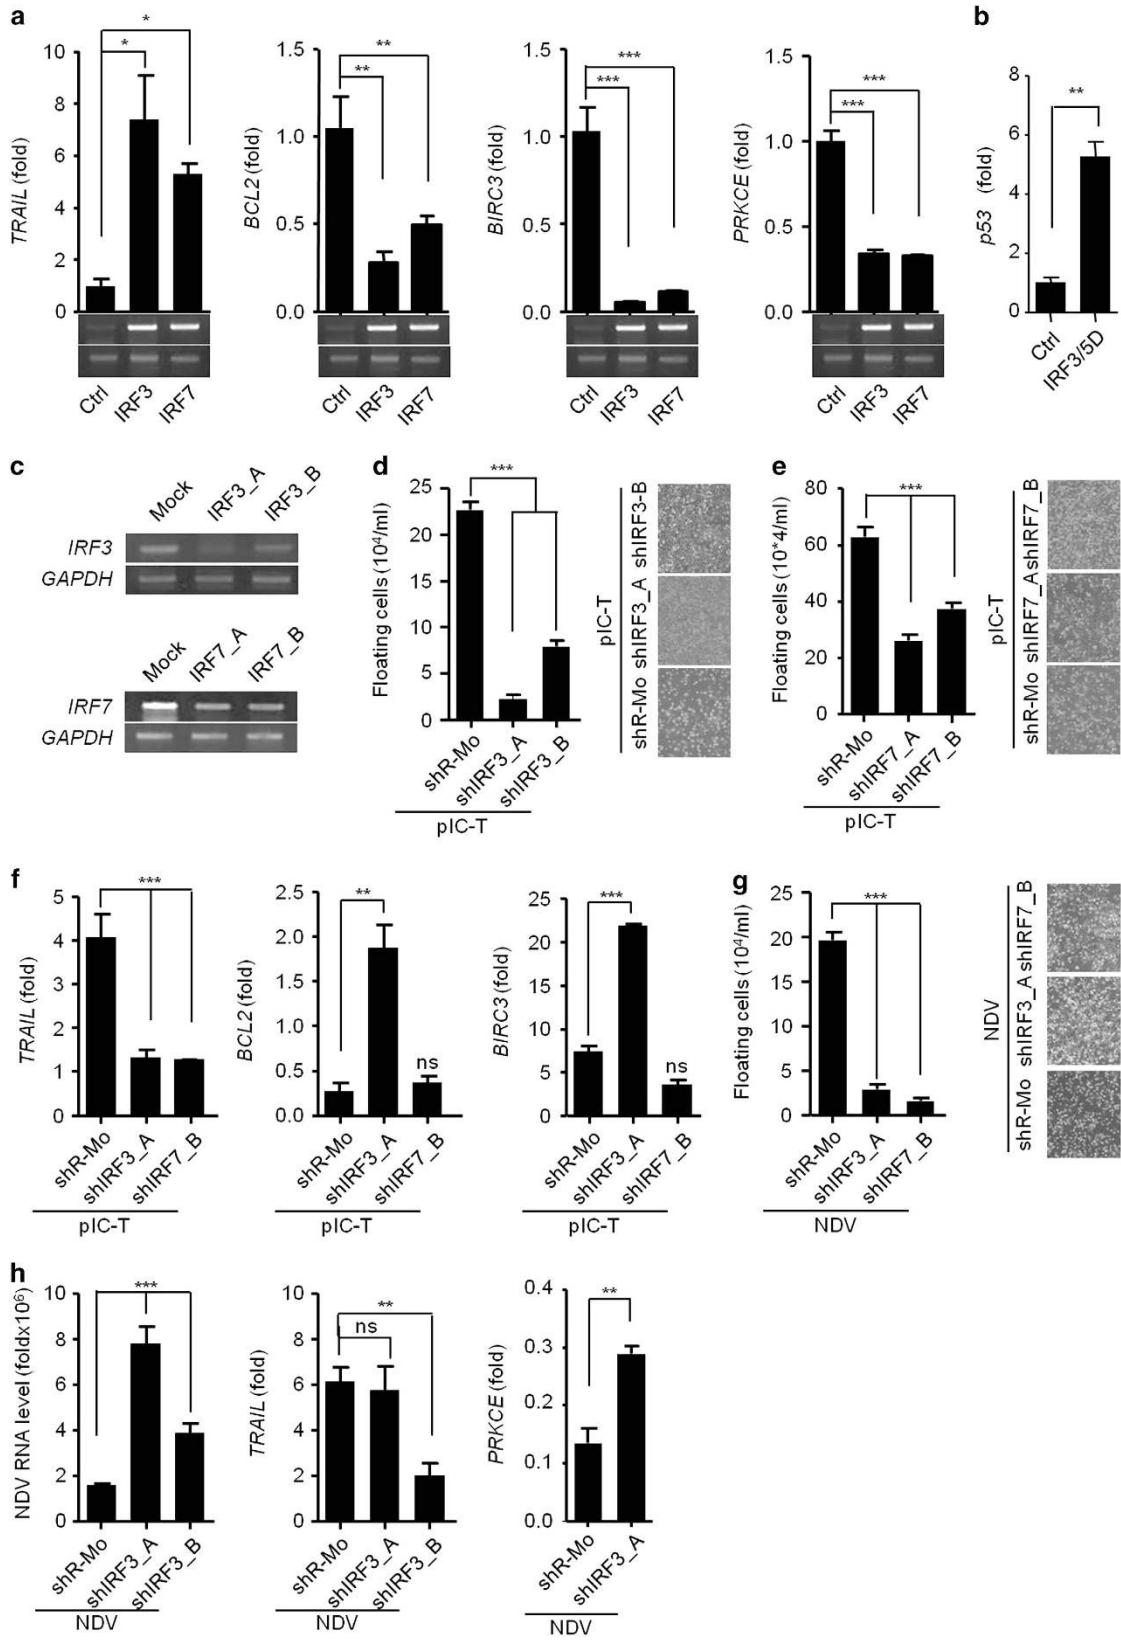 a
TRAIL (fold)
10
8
6
4
2
0
*
*
Ctrl
IRF3
IRF7
BCL2 (fold)
1.5
1.0
0.5
0.0
**
**
Ctrl
IRF3
IRF7
BIRC3 (fold)
1.5
1.0
0.5
0.0
***
***
Ctrl
IRF3
IRF7
PRKCE (fold)
1.5
1.0
0.5
0.0
***
***
Ctrl
IRF3
IRF7
b
p53 (fold)
8
6
4
2
0
**
Ctrl
IRF3/5D
c
Mock
IRF3_A
IRF3_B
IRF3
GAPDH
Mock
IRF7_A
IRF7_B
IRF7
GAPDH
d
Floating cells (10⁴/ml)
25
20
15
10
5
0
***
shR-Mo
shIRF3_A
shIRF3_B
pIC-T
pIC-T
shR-Mo shIRF3_A shIRF3-B
e
Floating cells (10*4/ml)
80
60
40
20
0
***
shR-Mo
shIRF7_A
shIRF7_B
pIC-T
pIC-T
shR-Mo shIRF7_A shIRF7_B
f
TRAIL (fold)
5
4
3
2
1
0
***
shR-Mo
shIRF3_A
shIRF7_B
pIC-T
BCL2 (fold)
2.5
2.0
1.5
1.0
0.5
0.0
**
ns
shR-Mo
shIRF3_A
shIRF7_B
pIC-T
BIRC3 (fold)
25
20
15
10
5
0
***
ns
shR-Mo
shIRF3_A
shIRF7_B
pIC-T
g
Floating cells (10⁴/ml)
25
20
15
10
5
0
***
shR-Mo
shIRF3_A
shIRF7_B
NDV
NDV
shR-Mo shIRF3_A shIRF7_B
h
NDV RNA level (foldx10⁶)
10
8
6
4
2
0
***
shR-Mo
shIRF3_A
shIRF3_B
NDV
TRAIL (fold)
10
8
6
4
2
0
**
ns
shR-Mo
shIRF3_A
shIRF3_B
NDV
PRKCE (fold)
0.4
0.3
0.2
0.1
0.0
**
shR-Mo
shIRF3_A
NDV